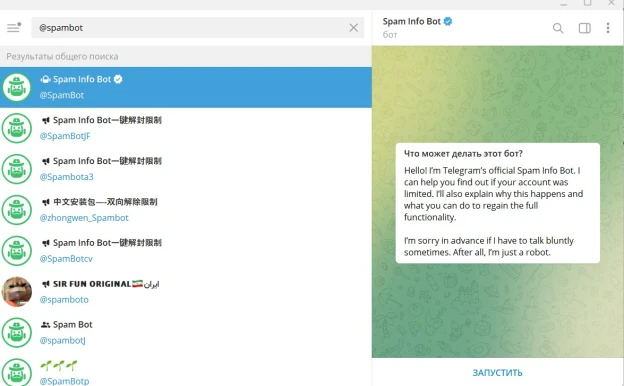 @spambot
Результаты общего поиска
Spam Info Bot
@SpamBot
Spam Info Bot一键解封限制
@SpamBotJF
Spam Info Bot一键解封限制
@Spambota3
中文安装包—-双向解除限制
@zhongwen_Spambot
Spam Info Bot一键解封限制
@SpamBotcv
SIR FUN ORIGINAL🇮🇷ایران
@spamboto
Spam Bot
@spambotJ
🌱🌱🌱
@SpamBotp
Spam Info Bot
бот
Что может делать этот бот?
Hello! I'm Telegram's official Spam Info Bot. I
can help you find out if your account was
limited. I'll also explain why this happens and
what you can do to regain the full
functionality.
I'm sorry in advance if I have to talk bluntly
sometimes. After all, I'm just a robot.
ЗАПУСТИТЬ